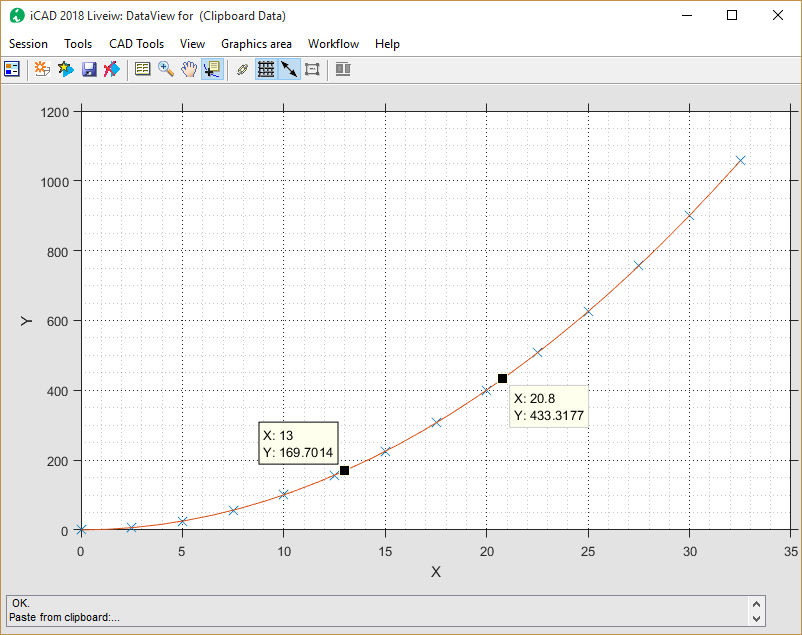 iCAD 2018 Liveiw: DataView for (Clipboard Data)
Session Tools CAD Tools View Graphics area Workflow Help
1200
1000
800
600
400
200
0
Y
X: 20.8
Y: 433.3177
X: 13
Y: 169.7014
0 5 10 15 20 25 30 35
X
OK.
Paste from clipboard:...